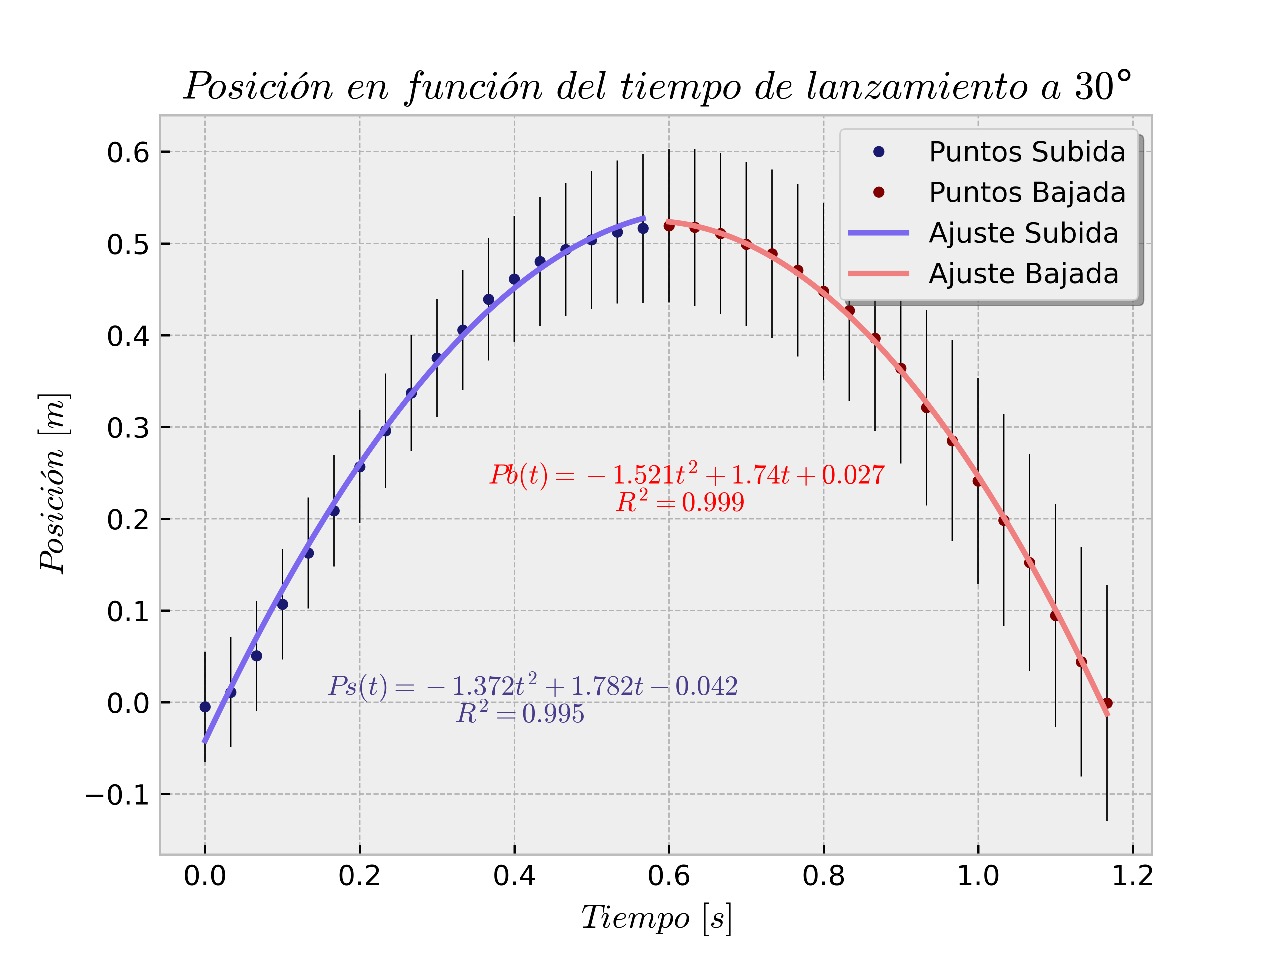 Posición en función del tiempo de lanzamiento a 30°
Posición [m]
0.6
0.5
0.4
0.3
0.2
0.1
0.0
−0.1
Puntos Subida
Puntos Bajada
Ajuste Subida
Ajuste Bajada
Pb(t) = −1.521t² + 1.74t + 0.027
R² = 0.999
Ps(t) = −1.372t² + 1.782t − 0.042
R² = 0.995
0.0 0.2 0.4 0.6 0.8 1.0 1.2
Tiempo [s]